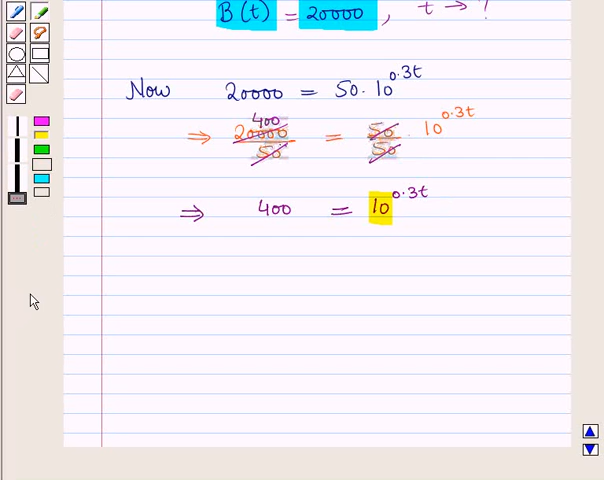 B(t) = 20000, t → ?
Now 20000 = 50 · 10^0.3t
400
⇒ 20000/50 = 50/50 · 10^0.3t
⇒ 400 = 10^0.3t